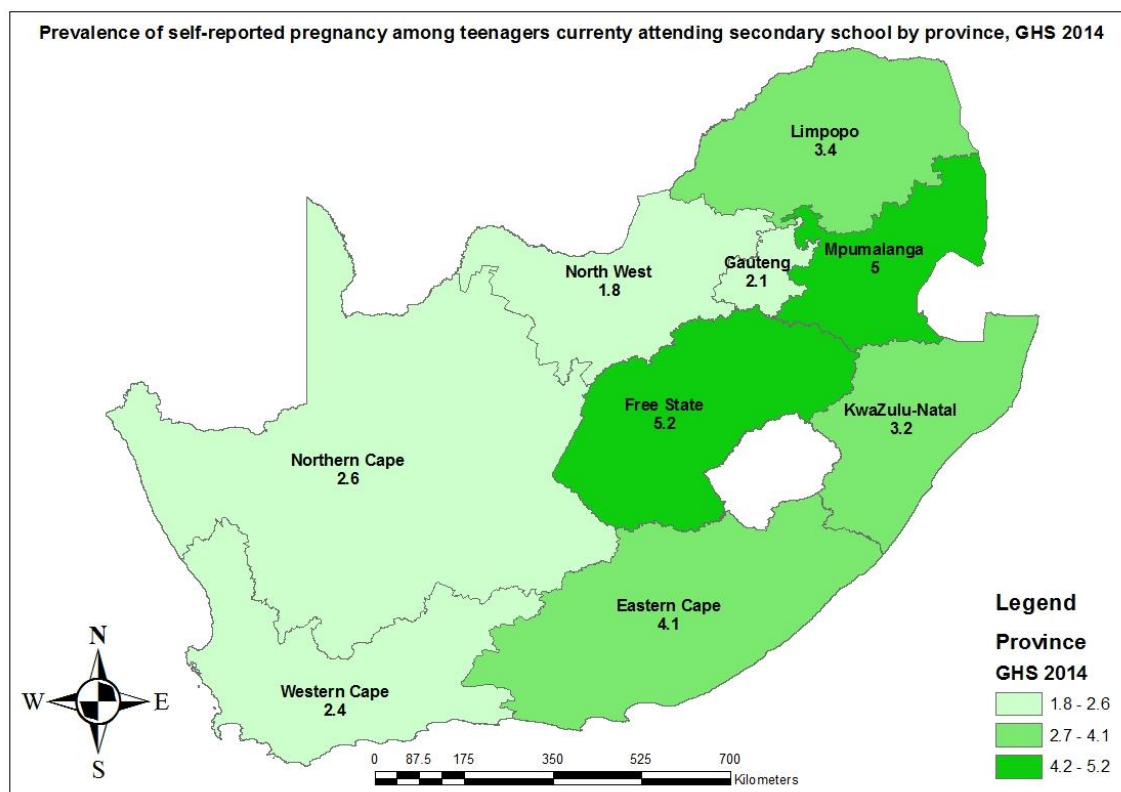 Prevalence of self-reported pregnancy among teenagers currenty attending secondary school by province, GHS 2014
Limpopo
3.4
Mpumalanga
5
Gauteng
2.1
North West
1.8
Free State
5.2
KwaZulu-Natal
3.2
Northern Cape
2.6
Eastern Cape
4.1
Western Cape
2.4
N
W E
S
0 87.5 175 350 525 700
Kilometers
Legend
Province
GHS 2014
1.8 - 2.6
2.7 - 4.1
4.2 - 5.2